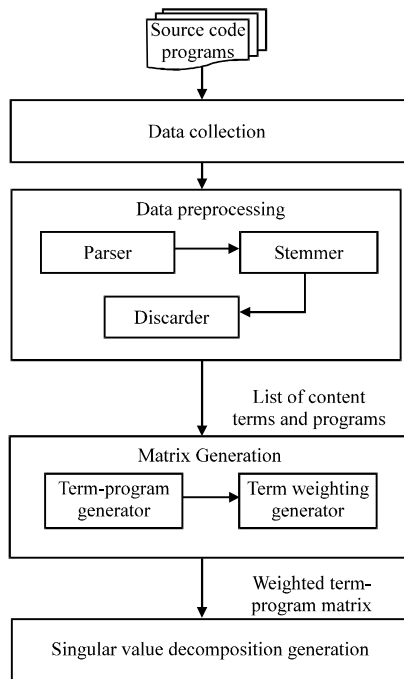 Source code
programs
Data collection
Data preprocessing
Parser
Stemmer
Discarder
List of content
terms and programs
Matrix Generation
Term-program
generator
Term weighting
generator
Weighted term-
program matrix
Singular value decomposition generation